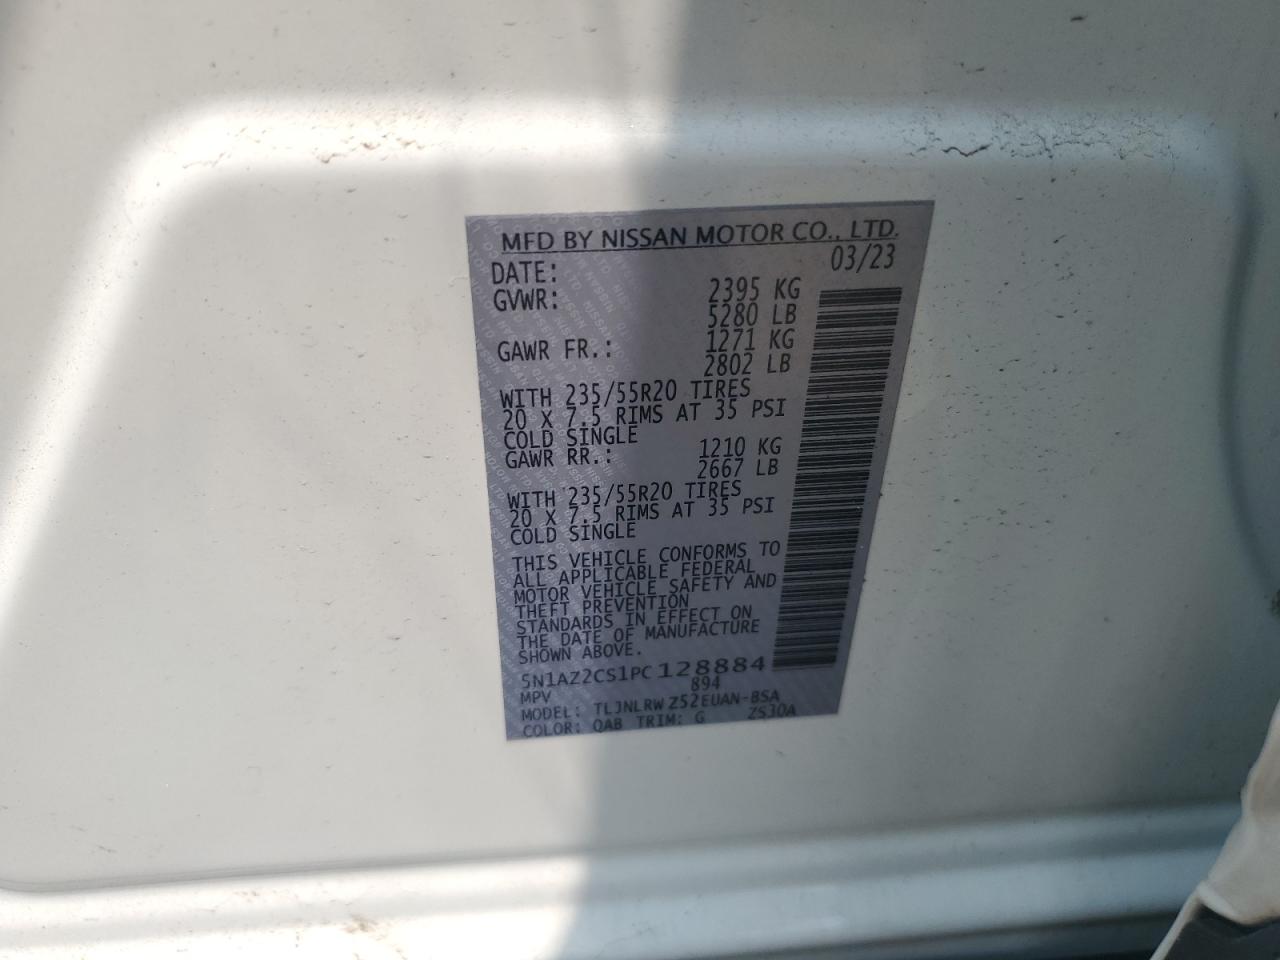 MFD BY NISSAN MOTOR CO., LTD.
DATE: 03/23
GVWR: 2395 KG
5280 LB
GAWR FR.: 1271 KG
2802 LB
WITH 235/55R20 TIRES
20 X 7.5 RIMS AT 35 PSI
COLD SINGLE
GAWR RR.: 1210 KG
2667 LB
WITH 235/55R20 TIRES
20 X 7.5 RIMS AT 35 PSI
COLD SINGLE
THIS VEHICLE CONFORMS TO
ALL APPLICABLE FEDERAL
MOTOR VEHICLE SAFETY AND
THEFT PREVENTION
STANDARDS IN EFFECT ON
THE DATE OF MANUFACTURE
SHOWN ABOVE.
5N1AZ2CS1PC128884
MPV 894
MODEL: TLJNLRW Z52EUAN-BSA
COLOR: QAB TRIM: G ZS30A